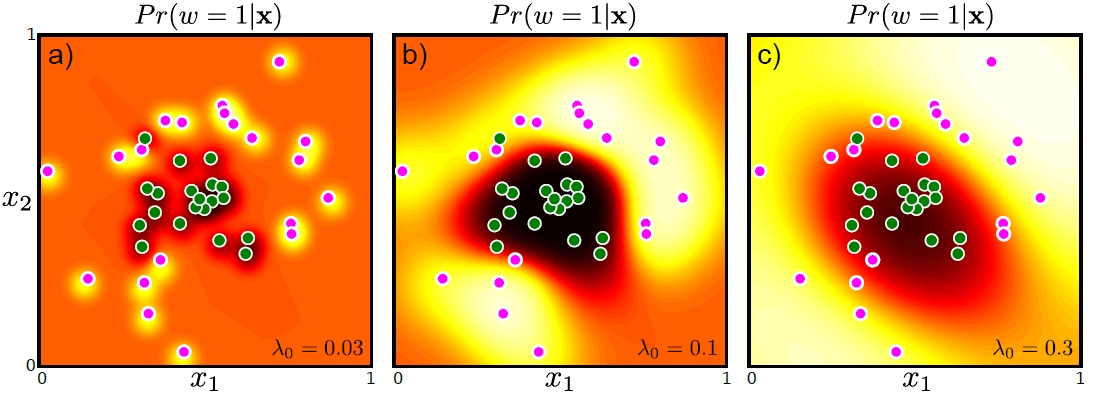 Pr(w = 1|x)
Pr(w = 1|x)
Pr(w = 1|x)
1
a)
b)
c)
x₂
λ₀ = 0.03
λ₀ = 0.1
λ₀ = 0.3
0
0
x₁
1
0
x₁
1
0
x₁
1